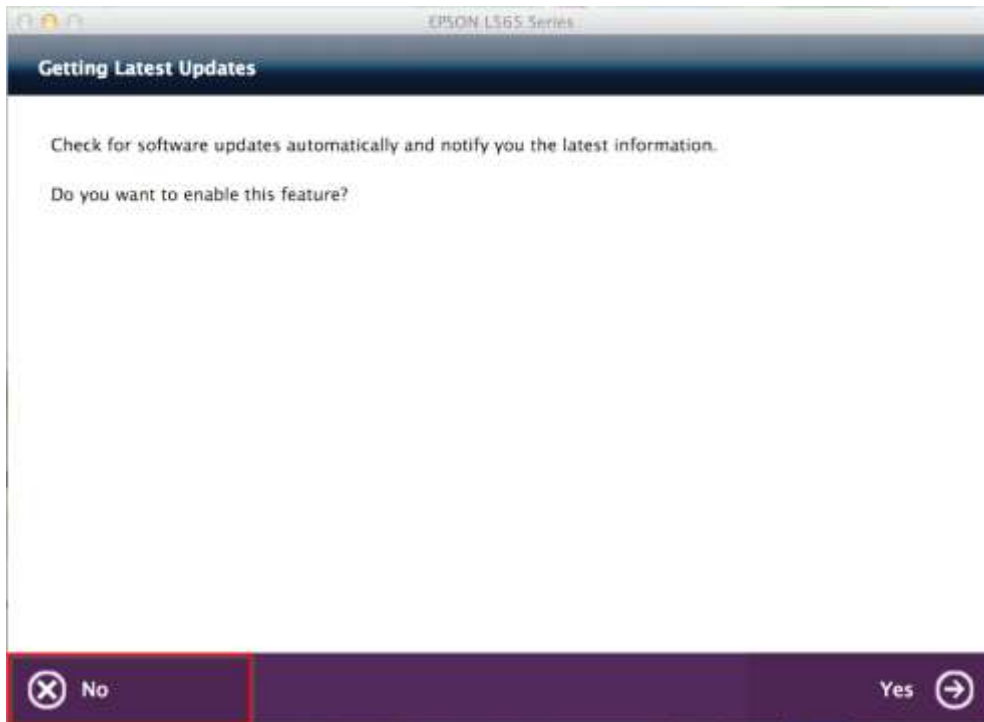 EPSON L565 Series
Getting Latest Updates
Check for software updates automatically and notify you the latest information.
Do you want to enable this feature?
No
Yes